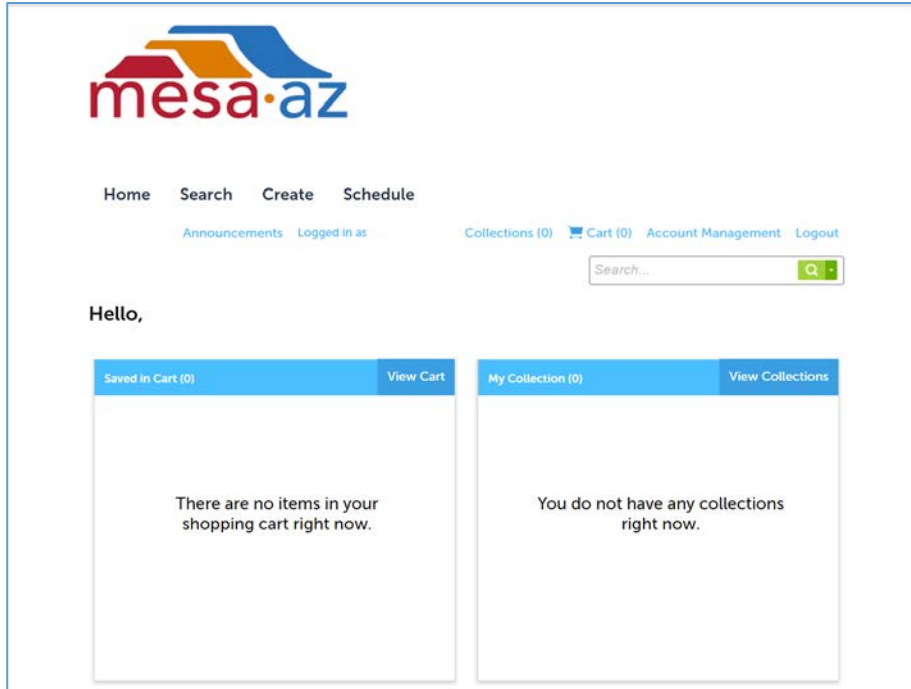 mesa·az
Home Search Create Schedule
Announcements Logged in as Collections (0) Cart (0) Account Management Logout
Search...
Hello,
Saved in Cart (0) View Cart My Collection (0) View Collections
There are no items in your
shopping cart right now.
You do not have any collections
right now.